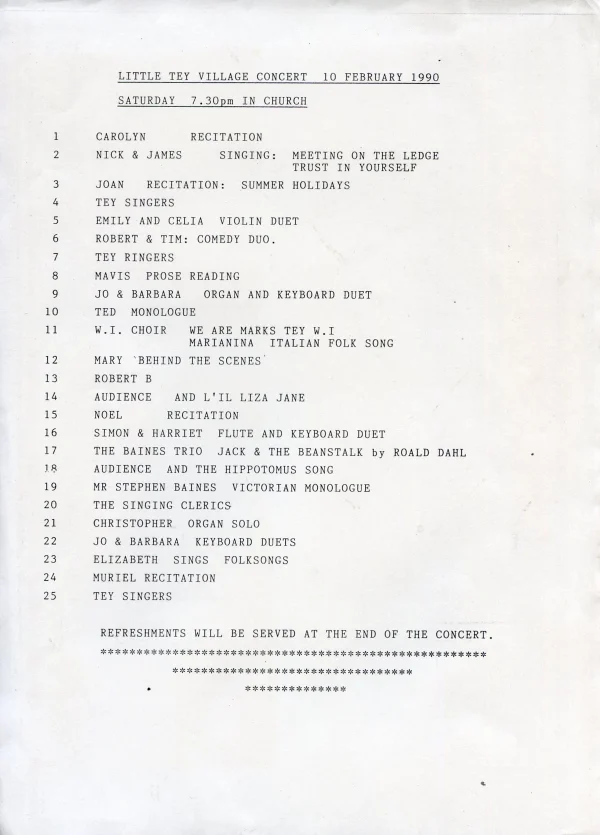 LITTLE TEY VILLAGE CONCERT 10 FEBRUARY 1990
SATURDAY 7.30pm IN CHURCH
1 CAROLYN RECITATION
2 NICK & JAMES SINGING: MEETING ON THE LEDGE
TRUST IN YOURSELF
3 JOAN RECITATION: SUMMER HOLIDAYS
4 TEY SINGERS
5 EMILY AND CELIA VIOLIN DUET
6 ROBERT & TIM: COMEDY DUO.
7 TEY RINGERS
8 MAVIS PROSE READING
9 JO & BARBARA ORGAN AND KEYBOARD DUET
10 TED MONOLOGUE
11 W.I. CHOIR WE ARE MARKS TEY W.I
MARIANINA ITALIAN FOLK SONG
12 MARY 'BEHIND THE SCENES'
13 ROBERT B
14 AUDIENCE AND L'IL LIZA JANE
15 NOEL RECITATION
16 SIMON & HARRIET FLUTE AND KEYBOARD DUET
17 THE BAINES TRIO JACK & THE BEANSTALK by ROALD DAHL
18 AUDIENCE AND THE HIPPOTOMUS SONG
19 MR STEPHEN BAINES VICTORIAN MONOLOGUE
20 THE SINGING CLERICS
21 CHRISTOPHER ORGAN SOLO
22 JO & BARBARA KEYBOARD DUETS
23 ELIZABETH SINGS FOLKSONGS
24 MURIEL RECITATION
25 TEY SINGERS
REFRESHMENTS WILL BE SERVED AT THE END OF THE CONCERT.
*****************************************************
*********************************
**************